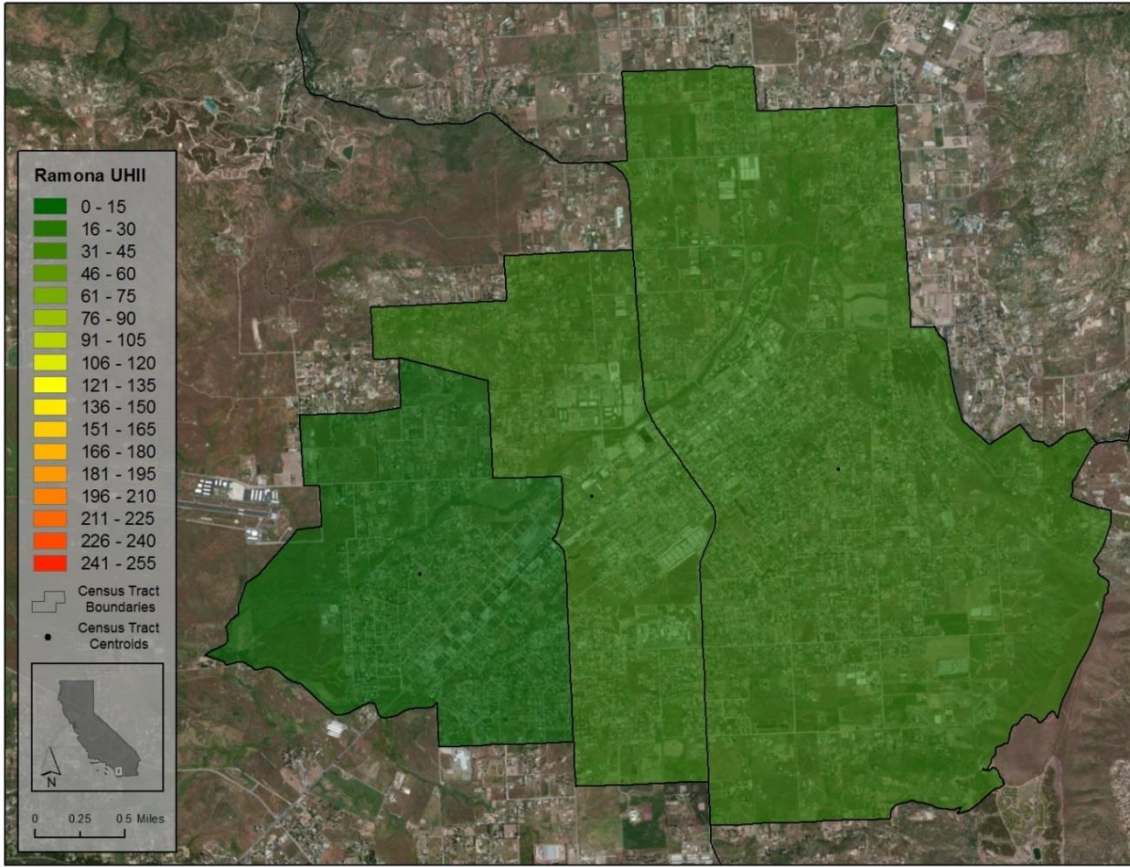 Ramona UHII
0 - 15
16 - 30
31 - 45
46 - 60
61 - 75
76 - 90
91 - 105
106 - 120
121 - 135
136 - 150
151 - 165
166 - 180
181 - 195
196 - 210
211 - 225
226 - 240
241 - 255
Census Tract
Boundaries
Census Tract
Centroids
N
0 0.25 0.5 Miles